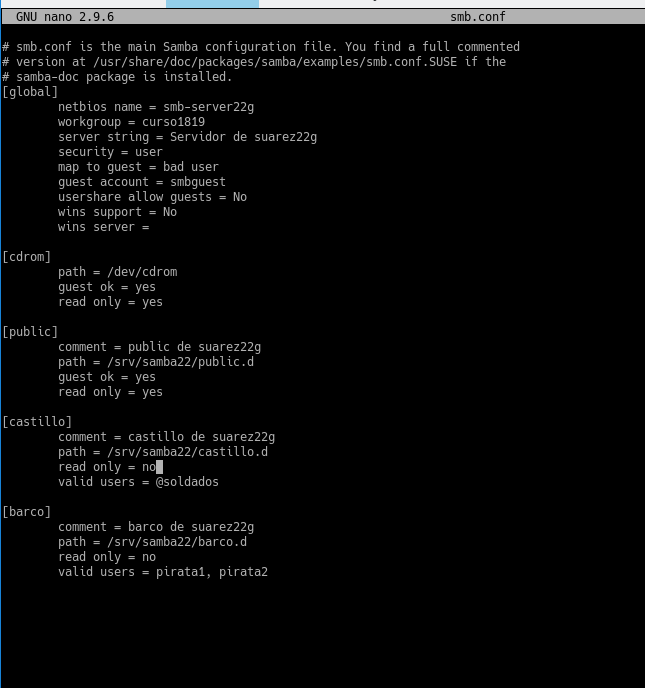 GNU nano 2.9.6 smb.conf
# smb.conf is the main Samba configuration file. You find a full commented
# version at /usr/share/doc/packages/samba/examples/smb.conf.SUSE if the
# samba-doc package is installed.
[global]
netbios name = smb-server22g
workgroup = curso1819
server string = Servidor de suarez22g
security = user
map to guest = bad user
guest account = smbguest
usershare allow guests = No
wins support = No
wins server =
[cdrom]
path = /dev/cdrom
guest ok = yes
read only = yes
[public]
comment = public de suarez22g
path = /srv/samba22/public.d
guest ok = yes
read only = yes
[castillo]
comment = castillo de suarez22g
path = /srv/samba22/castillo.d
read only = no
valid users = @soldados
[barco]
comment = barco de suarez22g
path = /srv/samba22/barco.d
read only = no
valid users = pirata1, pirata2